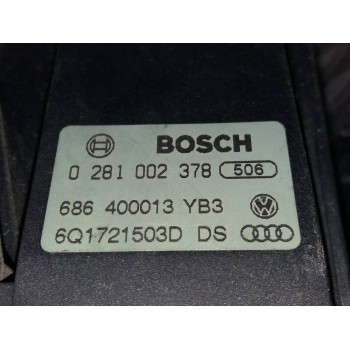 BOSCH
0 281 002 378 506
686 400013 YB3
6Q1721503D DS